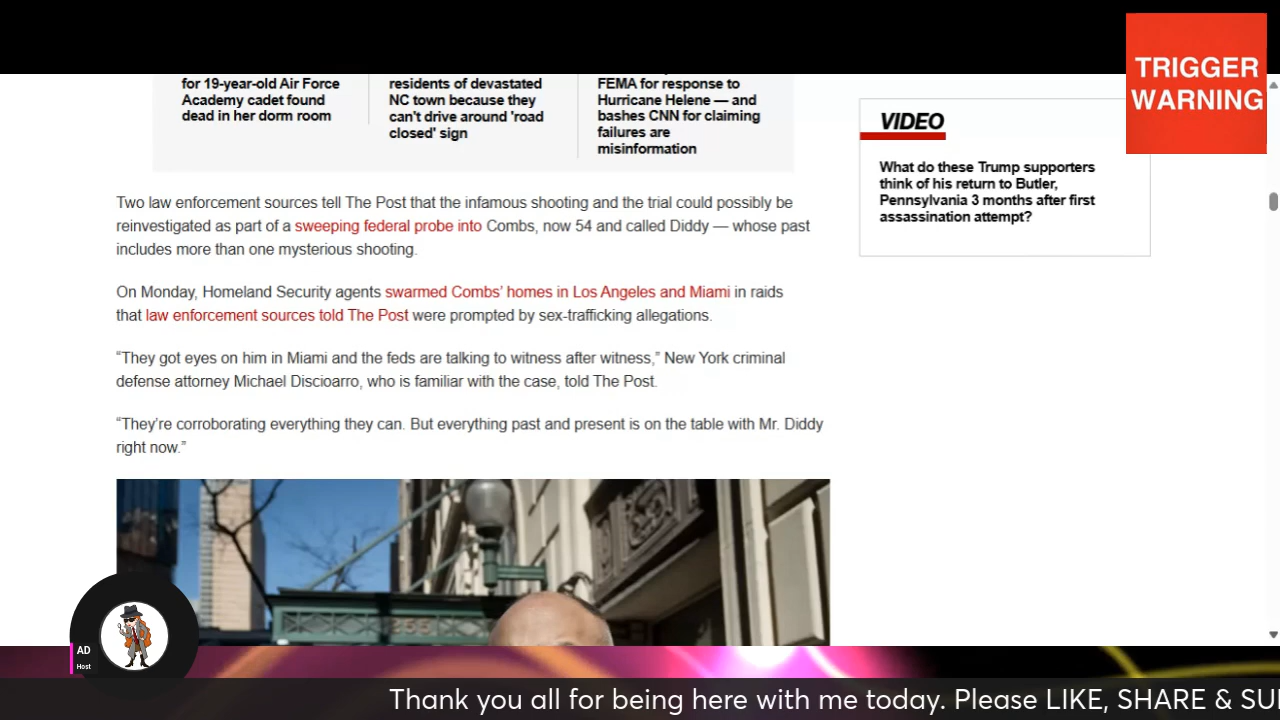 TRIGGER
WARNING
for 19-year-old Air Force
Academy cadet found
dead in her dorm room
residents of devastated
NC town because they
can't drive around 'road
closed' sign
FEMA for response to
Hurricane Helene — and
bashes CNN for claiming
failures are
misinformation
VIDEO
What do these Trump supporters
think of his return to Butler,
Pennsylvania 3 months after first
assassination attempt?
Two law enforcement sources tell The Post that the infamous shooting and the trial could possibly be
reinvestigated as part of a sweeping federal probe into Combs, now 54 and called Diddy — whose past
includes more than one mysterious shooting.
On Monday, Homeland Security agents swarmed Combs’ homes in Los Angeles and Miami in raids
that law enforcement sources told The Post were prompted by sex-trafficking allegations.
“They got eyes on him in Miami and the feds are talking to witness after witness,” New York criminal
defense attorney Michael Discioarro, who is familiar with the case, told The Post.
“They’re corroborating everything they can. But everything past and present is on the table with Mr. Diddy
right now.”
255
AD
Host
Thank you all for being here with me today. Please LIKE, SHARE & SU